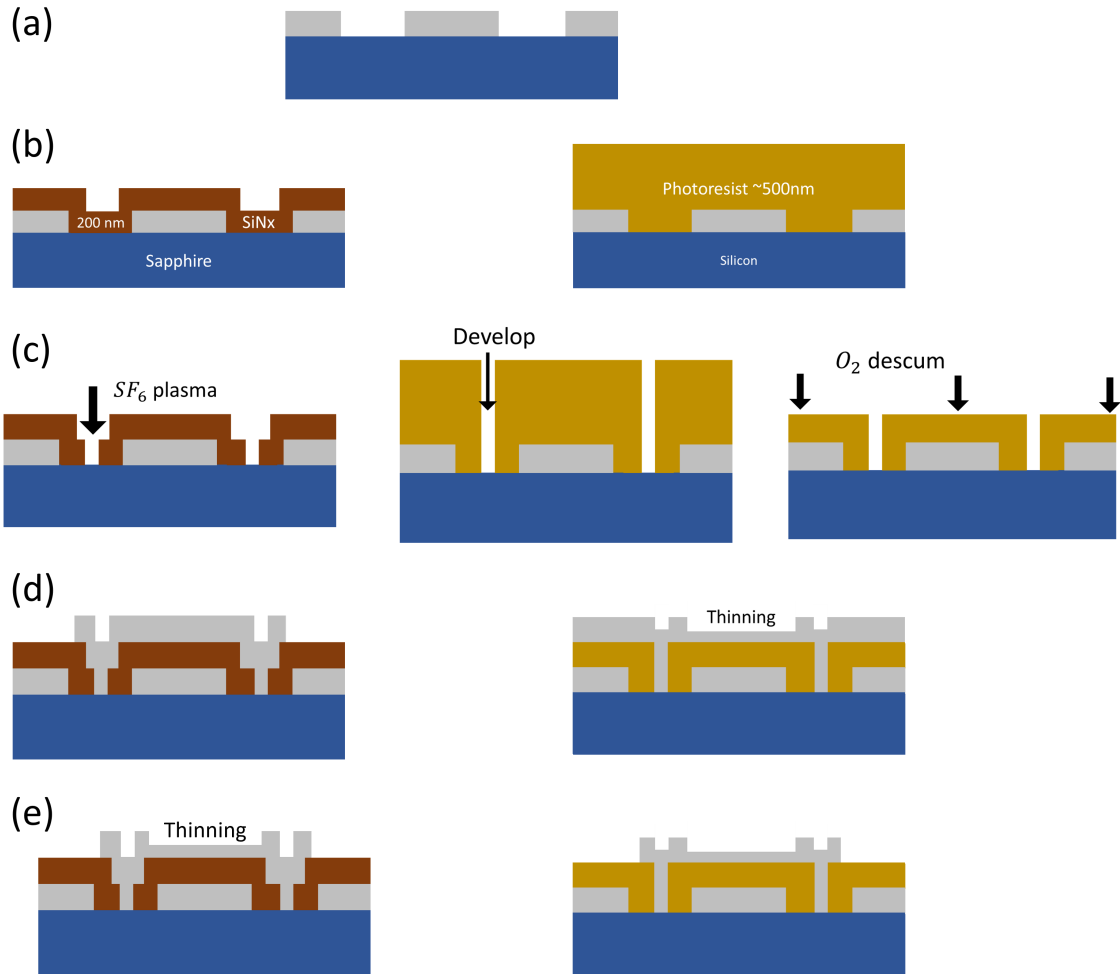 (a)
(b)
200 nm
SiNx
Sapphire
Photoresist ~500nm
Silicon
(c)
SF₆ plasma
Develop
O₂ descum
(d)
Thinning
(e)
Thinning